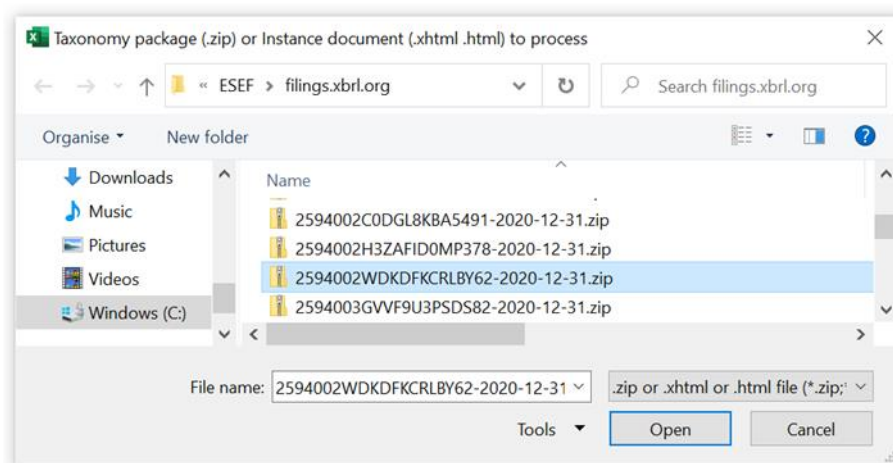 Taxonomy package (.zip) or Instance document (.xhtml .html) to process
« ESEF > filings.xbrl.org
Search filings.xbrl.org
Organise
New folder
Downloads
Music
Pictures
Videos
Windows (C:)
Name
2594002C0DGL8KBA5491-2020-12-31.zip
2594002H3ZAFID0MP378-2020-12-31.zip
2594002WDKDFKCRLBY62-2020-12-31.zip
2594003GVVF9U3PSDS82-2020-12-31.zip
File name: 2594002WDKDFKCRLBY62-2020-12-31
.zip or .xhtml or .html file (*.zip;*
Tools
Open
Cancel